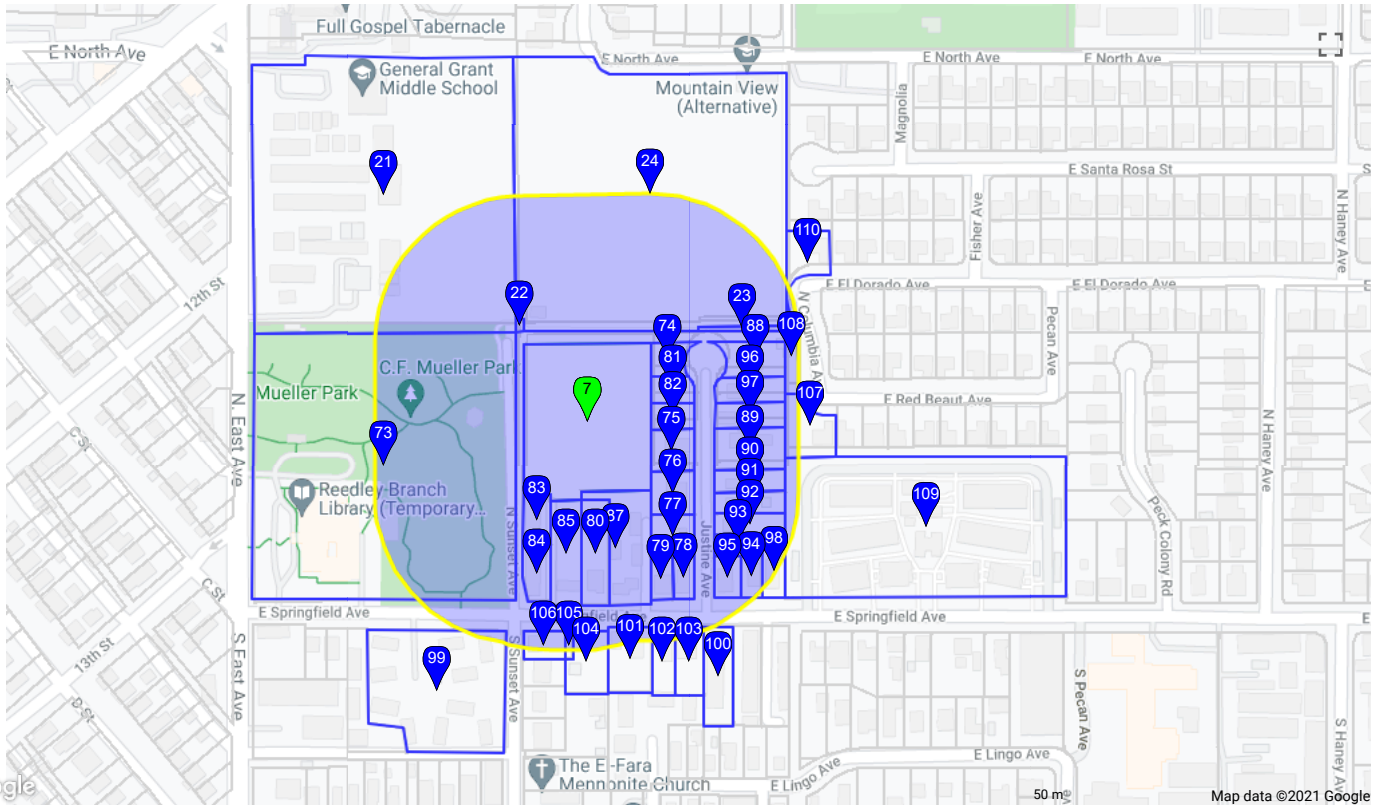 Full Gospel Tabernacle
E North Ave
E North Ave
E North Ave
E North Ave
General Grant
Middle School
Mountain View
(Alternative)
Magnolia
21
24
E Santa Rosa St
S
N Haney Ave
Fisher Ave
110
12th St
22
23
E El Dorado Ave
E El Dorado Ave
N Columbia A
74
88
108
Pecan Ave
81
96
C.F. Mueller Park
Mueller Park
7
82
97
107
E Red Beaut Ave
N. East Ave
C St
73
75
89
N Haney Ave
76
90
91
Reedley Branch
Library (Temporary...
83
92
109
Peck Colony Rd
77
93
85
80
87
84
N Sunset Ave
79
78
Justine Ave
95
94
98
C St
E Springfield Ave
106
105
field Ave
E Springfield Ave
104
101
102
103
100
13th St
S East Ave
99
S Sunset Ave
D St
S Pecan Ave
S Haney Av
E Lingo Ave
The E -Fara
Mennonite Church
E Lingo Ave
gle
50 m
Map data ©2021 Google